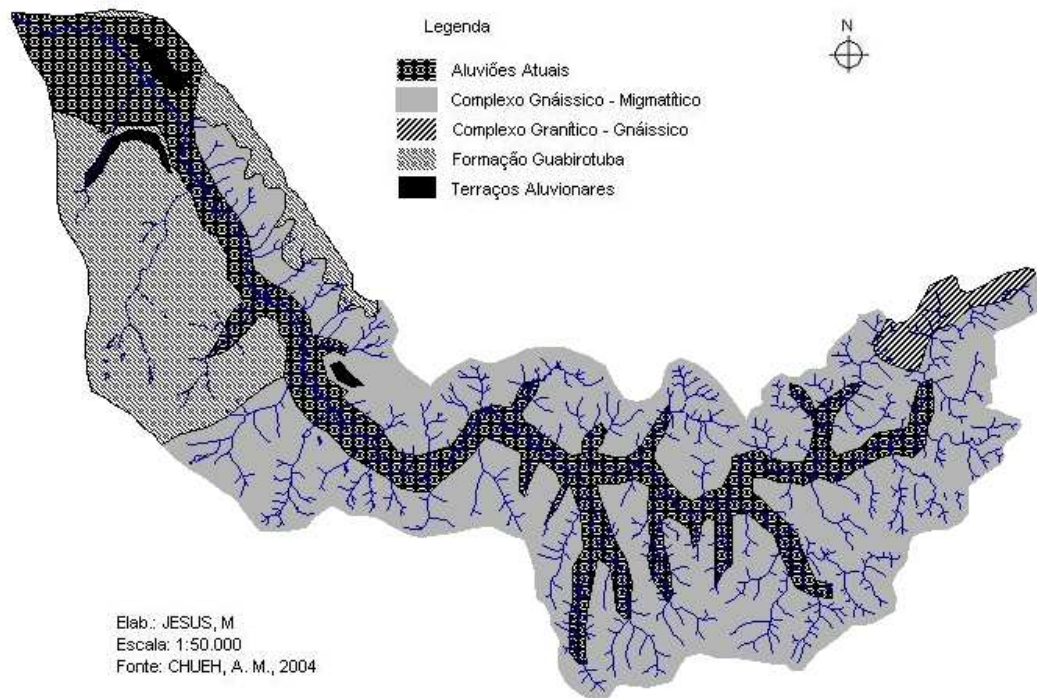 Legenda
N
Aluviões Atuais
Complexo Gnáissico - Migmatítico
Complexo Granítico - Gnáissico
Formação Guabirotuba
Terraços Aluvionares
Elab.: JESUS, M
Escala: 1:50.000
Fonte: CHUEH, A. M., 2004